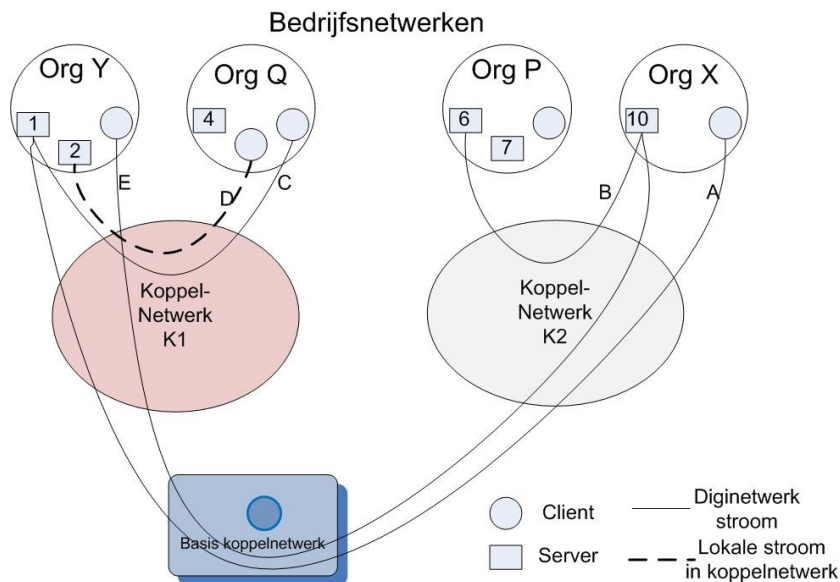 Bedrijfsnetwerken
Org Y
Org Q
Org P
Org X
1
2
4
6
7
10
E
D
C
B
A
Koppel-
Netwerk
K1
Koppel-
Netwerk
K2
Basis koppelnetwerk
Client
Server
Diginetwerk
stroom
Lokale stroom
in koppelnetwerk